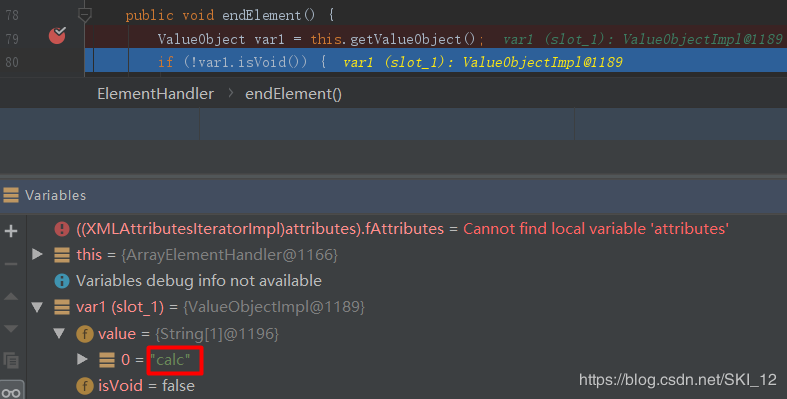 78 public void endElement() {
79 ValueObject var1 = this.getValueObject(); var1 (slot_1): ValueObjectImpl@1189
80 if (!var1.isVoid()) { var1 (slot_1): ValueObjectImpl@1189
ElementHandler › endElement()
Variables
((XMLAttributesIteratorImpl)attributes).fAttributes = Cannot find local variable 'attributes'
this = {ArrayElementHandler@1166}
Variables debug info not available
var1 (slot_1) = {ValueObjectImpl@1189}
value = {String[1]@1196}
0 = "calc"
isVoid = false
https://blog.csdn.net/SKI_12